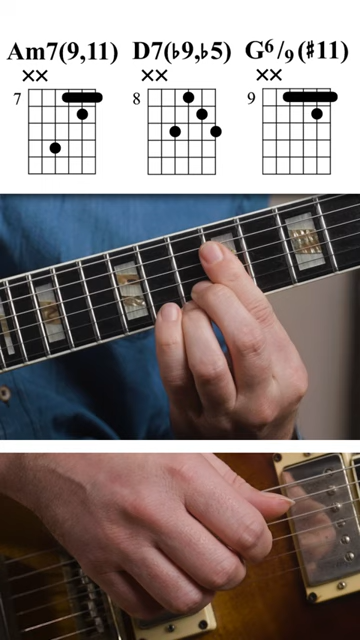 Am7(9,11) D7(♭9,♭5) G6/9(♯11)
×× ×× ××
7 8 9